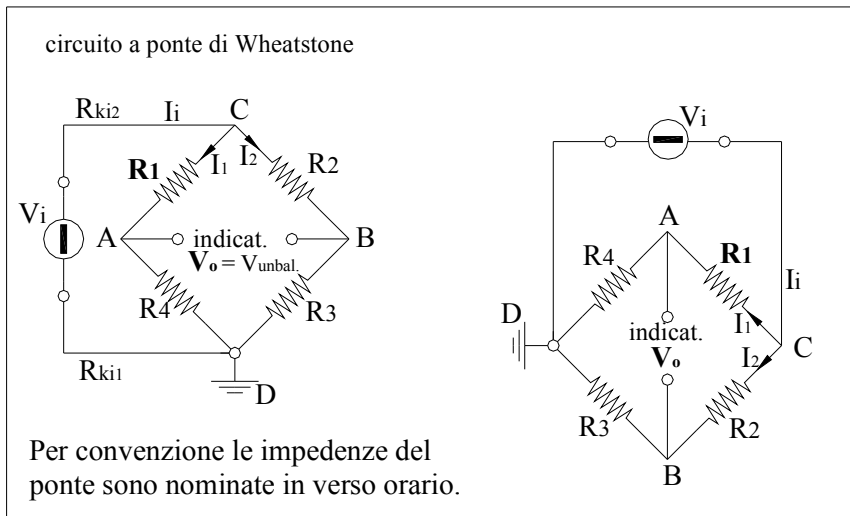 circuito a ponte di Wheatstone
Rki2 Ii C
R1 I1 I2 R2
Vi A indicat. B
Vo = Vunbal.
R4 R3
Rki1 D
Vi
A
R4 R1 Ii
D indicat. I1
Vo I2 C
R3 R2
B
Per convenzione le impedenze del
ponte sono nominate in verso orario.